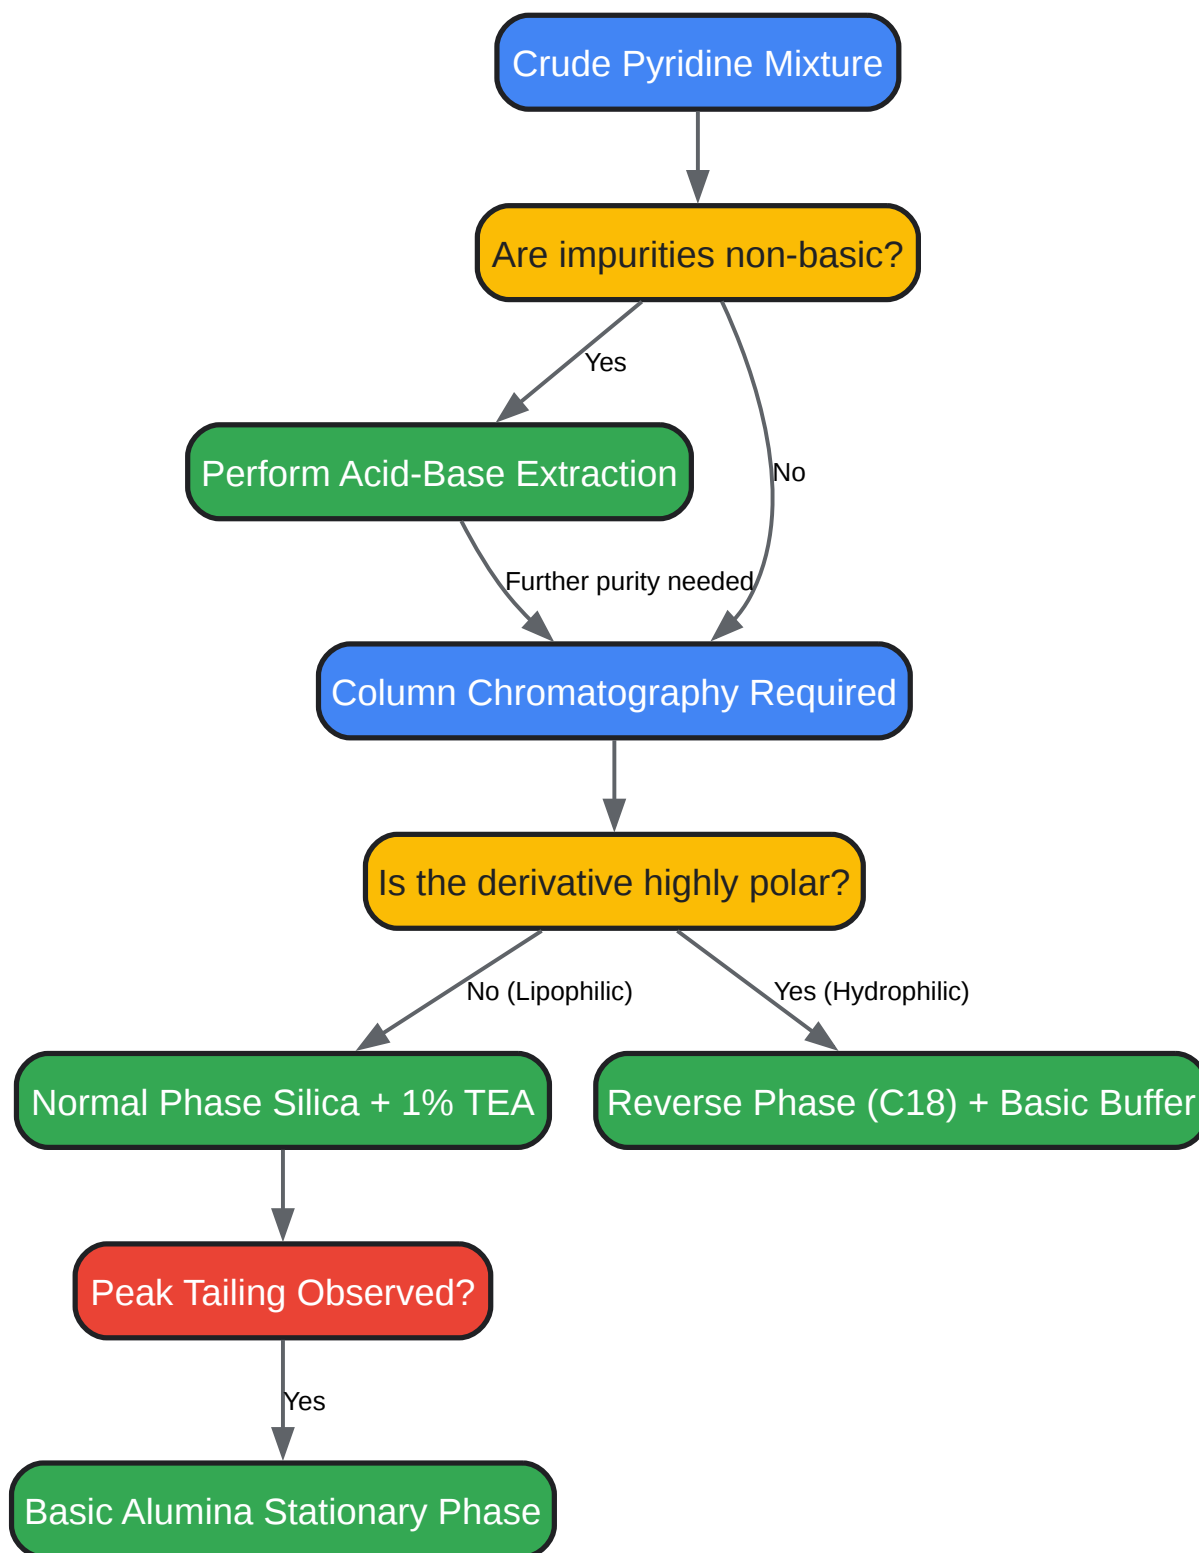 Crude Pyridine Mixture
Are impurities non-basic?
Yes
Perform Acid-Base Extraction
No
Further purity needed
Column Chromatography Required
Is the derivative highly polar?
No (Lipophilic)
Yes (Hydrophilic)
Normal Phase Silica + 1% TEA
Reverse Phase (C18) + Basic Buffer
Peak Tailing Observed?
Yes
Basic Alumina Stationary Phase